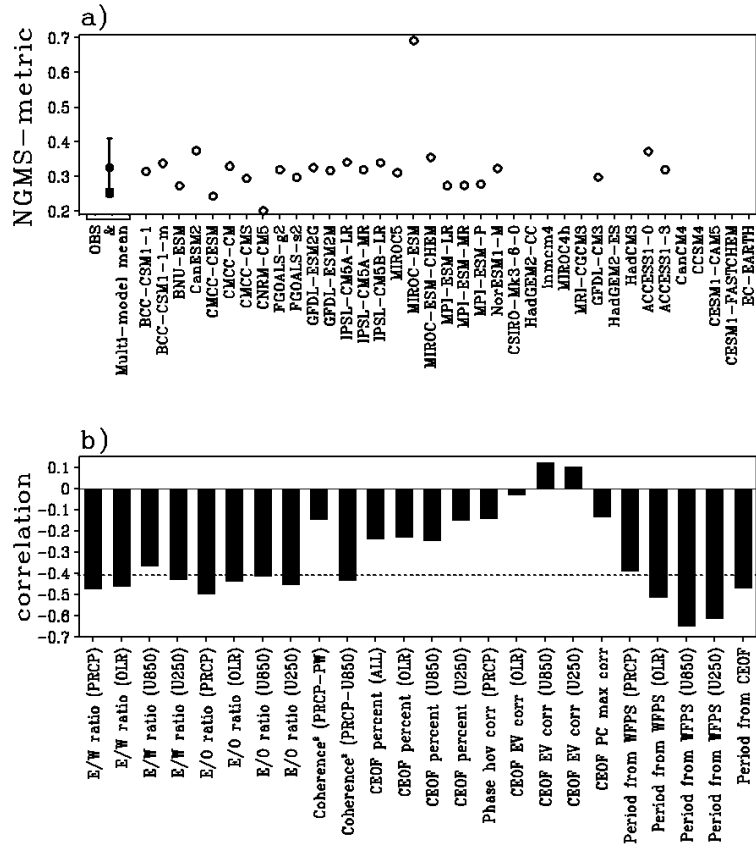 a)
NGMS-metric
0.7
0.6
0.5
0.4
0.3
0.2
OBS
&
Multi-model mean
BCC-CSM1-1
BCC-CSM1-1-m
BNU-ESM
CanESM2
CMCC-CESM
CMCC-CM
CMCC-CMS
CNRM-CM5
FGOALS-g2
FGOALS-s2
GFDL-ESM2G
GFDL-ESM2M
IPSL-CM5A-LR
IPSL-CM5A-MR
IPSL-CM5B-LR
MIROC5
MIROC-ESM
MIROC-ESM-CHEM
MPI-ESM-LR
MPI-ESM-MR
MPI-ESM-P
NorESM1-M
CSIRO-Mk3-6-0
HadGEM2-CC
Inmcm4
MIROC4h
MRI-CGCM3
GFDL-CM3
HadGEM2-ES
HadCM3
ACCESS1-0
ACCESS1-3
CanCM4
CCSM4
CESM1-CAM5
CESM1-FASTCHEM
EC-EARTH
b)
correlation
0.1
0
-0.1
-0.2
-0.3
-0.4
-0.5
-0.6
-0.7
E/W ratio (PRCP)
E/W ratio (OLR)
E/W ratio (U850)
E/W ratio (U250)
E/O ratio (PRCP)
E/O ratio (OLR)
E/O ratio (U850)
E/O ratio (U250)
Coherence² (PRCP-PW)
Coherence² (PRCP-U850)
CEOF percent (ALL)
CEOF percent (OLR)
CEOF percent (U850)
CEOF percent (U250)
Phase hov corr (PRCP)
CEOF EV corr (OLR)
CEOF EV corr (U850)
CEOF EV corr (U250)
CEOF PC max corr
Period from WFPS (PRCP)
Period from WFPS (OLR)
Period from WFPS (U850)
Period from WFPS (U250)
Period from CEOF